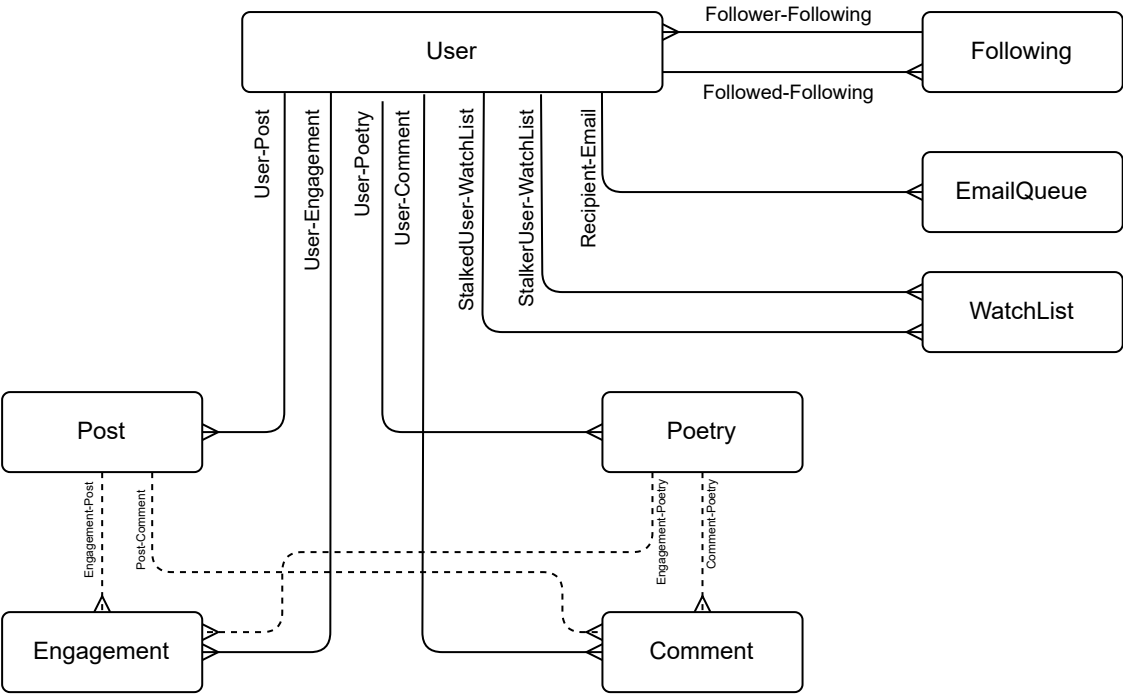 Follower-Following
User
Following
Followed-Following
User-Post
User-Engagement
User-Poetry
User-Comment
StalkedUser-WatchList
StalkerUser-WatchList
Recipient-Email
EmailQueue
WatchList
Post
Poetry
Engagement-Post
Post-Comment
Engagement-Poetry
Comment-Poetry
Engagement
Comment